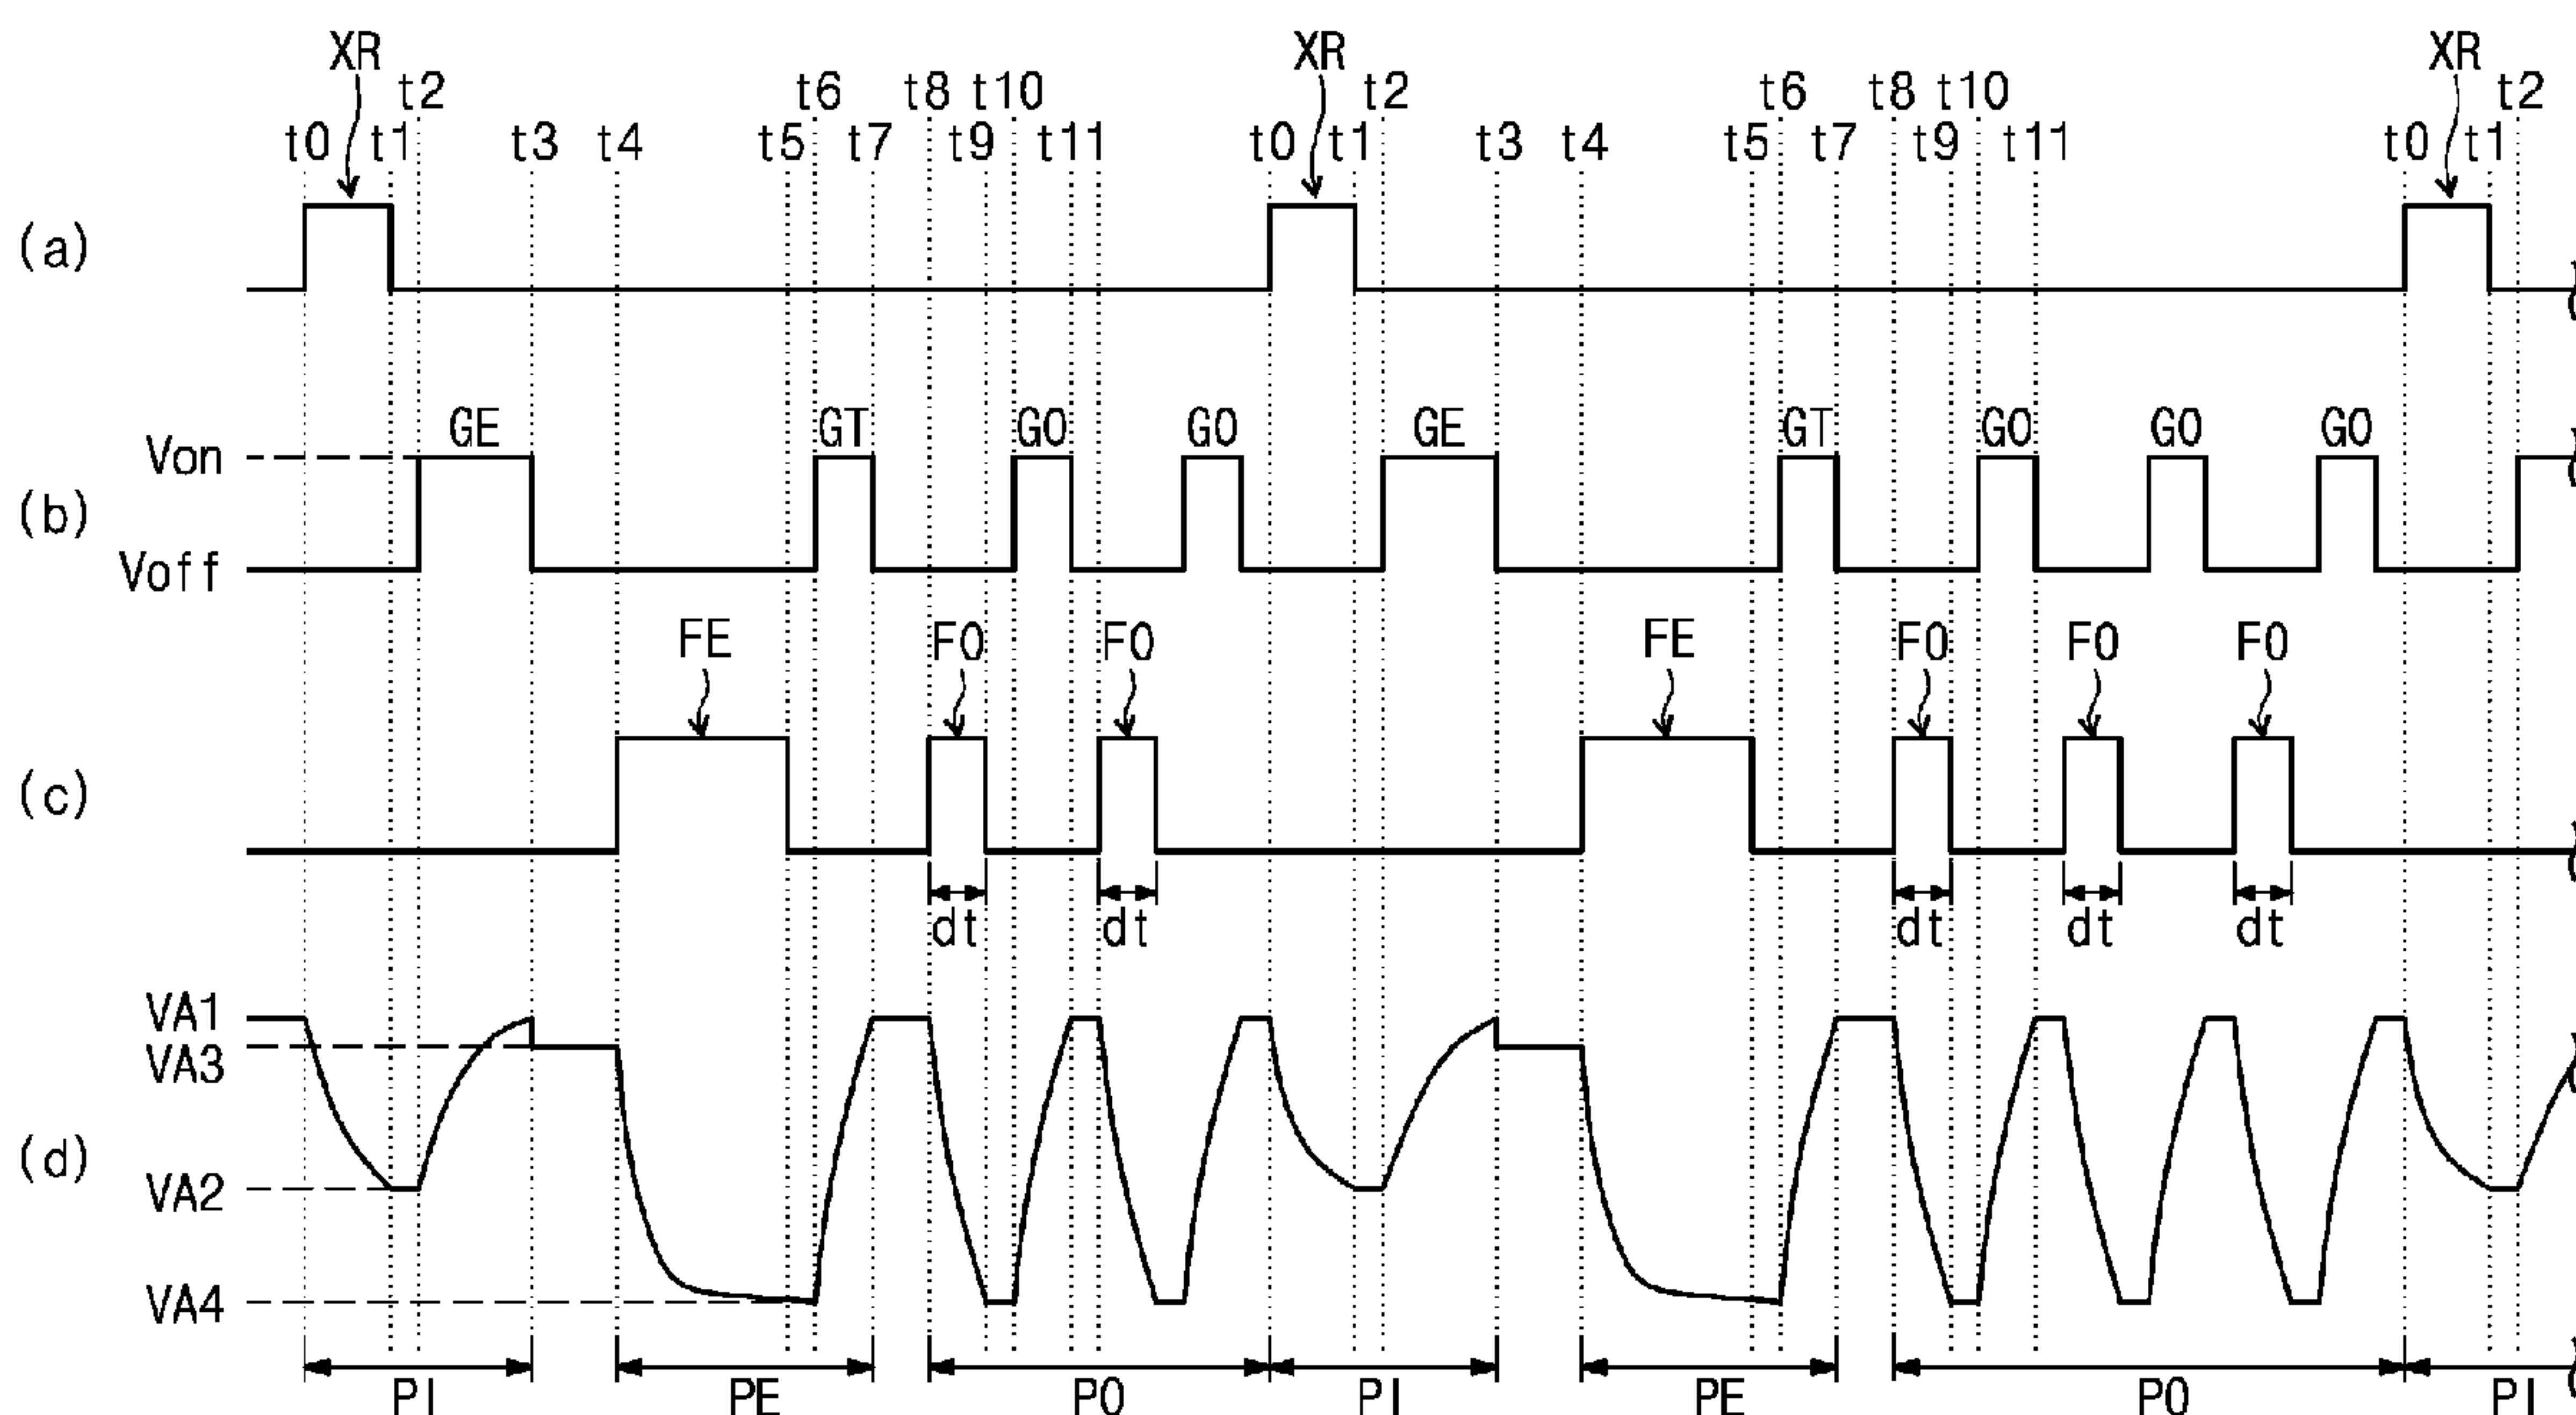 XR XR XR
t2 t6 t8 t10 t2 t6 t8 t10 t2
t0 t1 t3 t4 t5 t7 t9 t11 t0 t1 t3 t4 t5 t7 t9 t11 t0 t1
(a)
GE GT GO GO GE GT GO GO GO
Von
(b)
Voff
FE FO FO FE FO FO FO
(c)
dt dt dt dt dt
VA1
VA3
(d)
VA2
VA4
PI PE PO PI PE PO PI